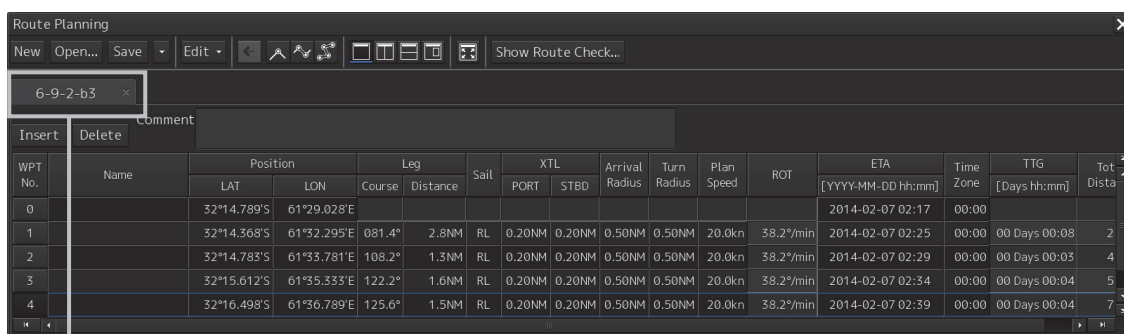 Route Planning
New Open... Save Edit Show Route Check...
6-9-2-b3
Comment
Insert Delete
WPT No. Name Position Leg Sail XTL Arrival Radius Turn Radius Plan Speed ROT ETA Time Zone TTG Tot Dista
LAT LON Course Distance PORT STBD [YYYY-MM-DD hh:mm] [Days hh:mm]
0 32°14.789'S 61°29.028'E 2014-02-07 02:17 00:00
1 32°14.368'S 61°32.295'E 081.4° 2.8NM RL 0.20NM 0.20NM 0.50NM 0.50NM 20.0kn 38.2°/min 2014-02-07 02:25 00:00 00 Days 00:08 2
2 32°14.783'S 61°33.781'E 108.2° 1.3NM RL 0.20NM 0.20NM 0.50NM 0.50NM 20.0kn 38.2°/min 2014-02-07 02:29 00:00 00 Days 00:03 4
3 32°15.612'S 61°35.333'E 122.2° 1.6NM RL 0.20NM 0.20NM 0.50NM 0.50NM 20.0kn 38.2°/min 2014-02-07 02:34 00:00 00 Days 00:04 5
4 32°16.498'S 61°36.789'E 125.6° 1.5NM RL 0.20NM 0.20NM 0.50NM 0.50NM 20.0kn 38.2°/min 2014-02-07 02:39 00:00 00 Days 00:04 7